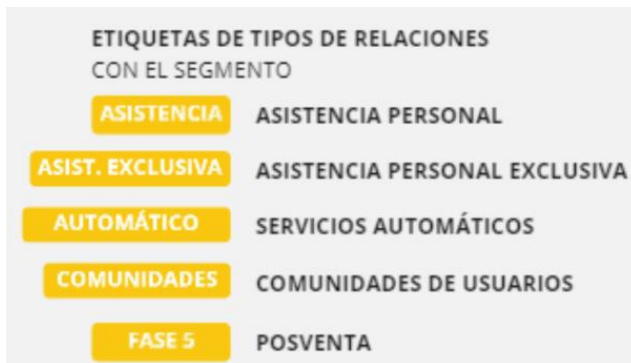 ETIQUETAS DE TIPOS DE RELACIONES
CON EL SEGMENTO
ASISTENCIA ASISTENCIA PERSONAL
ASIST. EXCLUSIVA ASISTENCIA PERSONAL EXCLUSIVA
AUTOMÁTICO SERVICIOS AUTOMÁTICOS
COMUNIDADES COMUNIDADES DE USUARIOS
FASE 5 POSVENTA